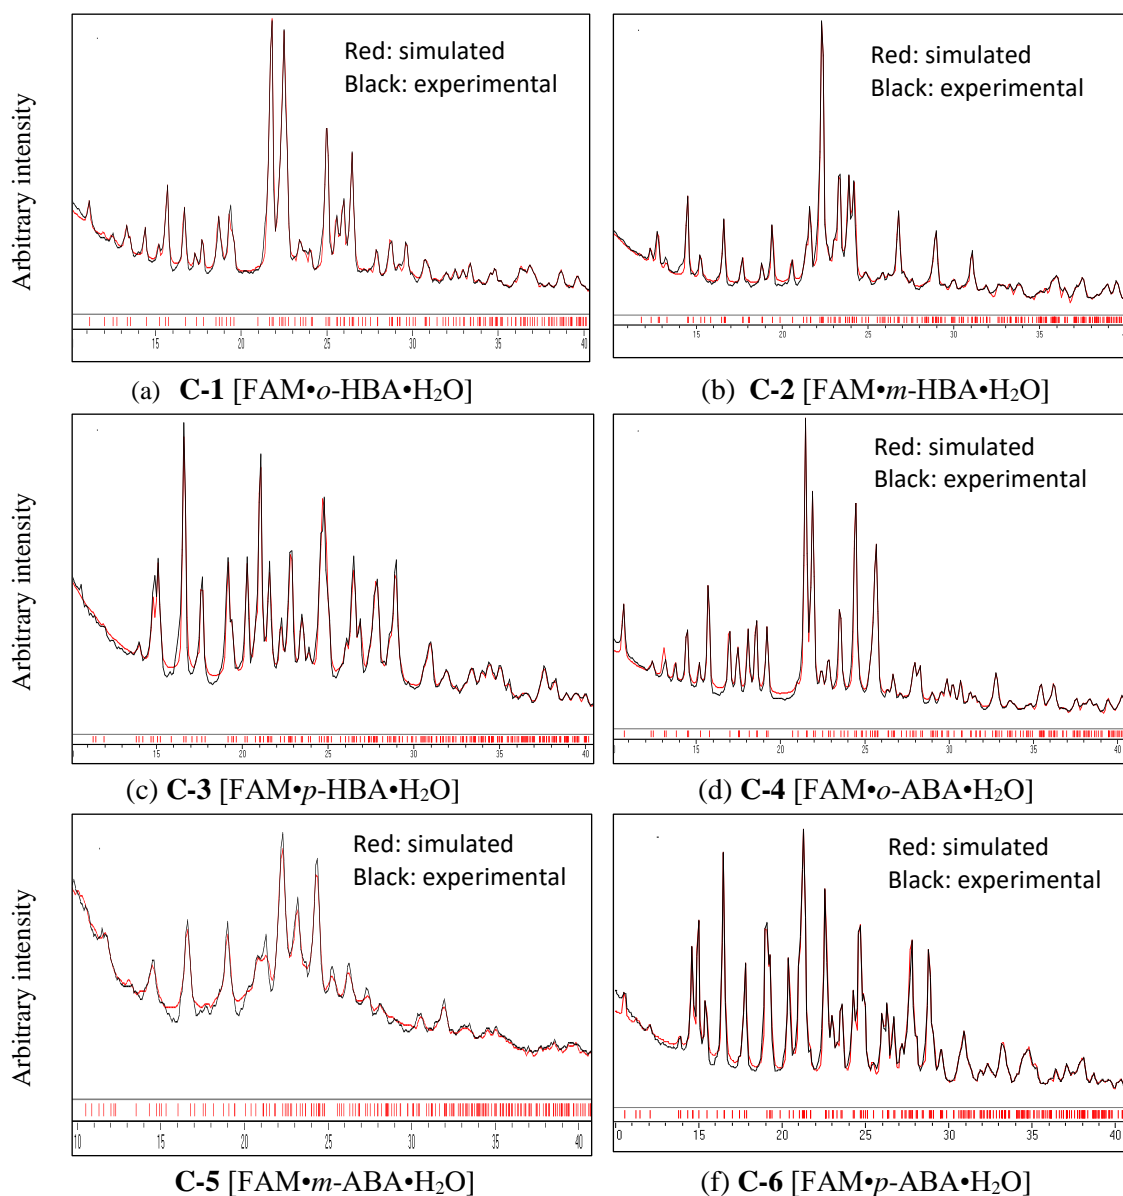 Red: simulated
Black: experimental
Arbitrary intensity
15 20 25 30 35 40
(a) C-1 [FAM•o-HBA•H₂O]
Red: simulated
Black: experimental
15 20 25 30 35
(b) C-2 [FAM•m-HBA•H₂O]
Arbitrary intensity
15 20 25 30 35 40
(c) C-3 [FAM•p-HBA•H₂O]
Red: simulated
Black: experimental
15 20 25 30 35 40
(d) C-4 [FAM•o-ABA•H₂O]
Red: simulated
Black: experimental
Arbitrary intensity
10 15 20 25 30 35 40
C-5 [FAM•m-ABA•H₂O]
Red: simulated
Black: experimental
0 15 20 25 30 35 40
(f) C-6 [FAM•p-ABA•H₂O]